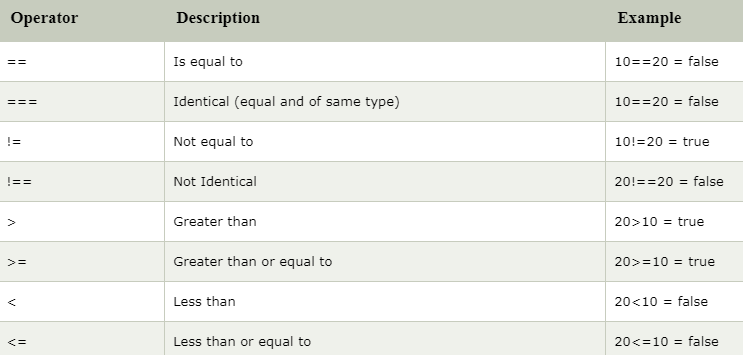 Operator Description Example
== Is equal to 10==20 = false
=== Identical (equal and of same type) 10==20 = false
!= Not equal to 10!=20 = true
!== Not Identical 20!==20 = false
> Greater than 20>10 = true
>= Greater than or equal to 20>=10 = true
< Less than 20<10 = false
<= Less than or equal to 20<=10 = false